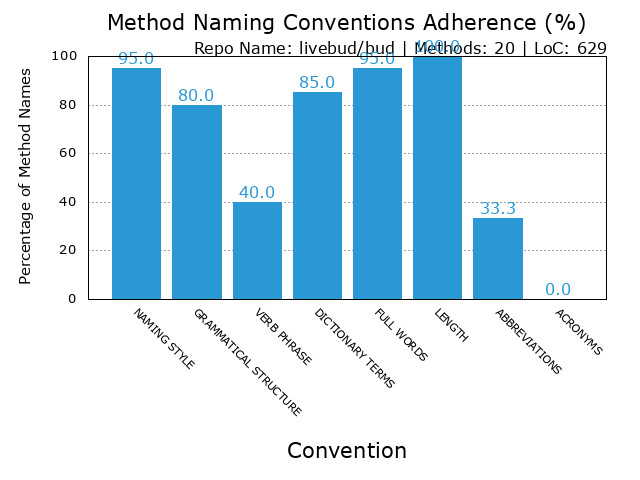 Method Naming Conventions Adherence (%)
Repo Name: livebud/bud | Methods: 20 | LoC: 629
Percentage of Method Names
100
80
60
40
20
0
95.0
80.0
40.0
85.0
95.0
100.0
33.3
0.0
NAMING STYLE
GRAMMATICAL STRUCTURE
VERB PHRASE
DICTIONARY TERMS
FULL WORDS
LENGTH
ABBREVIATIONS
ACRONYMS
Convention